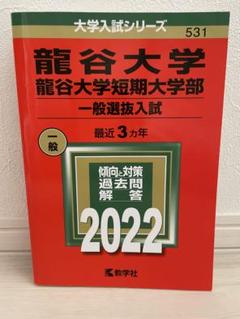 大学入試シリーズ
531
龍谷大学
龍谷大学短期大学部
一般選抜入試
一般
最近3カ年
傾向と対策
過去問
解答
2022
教学社